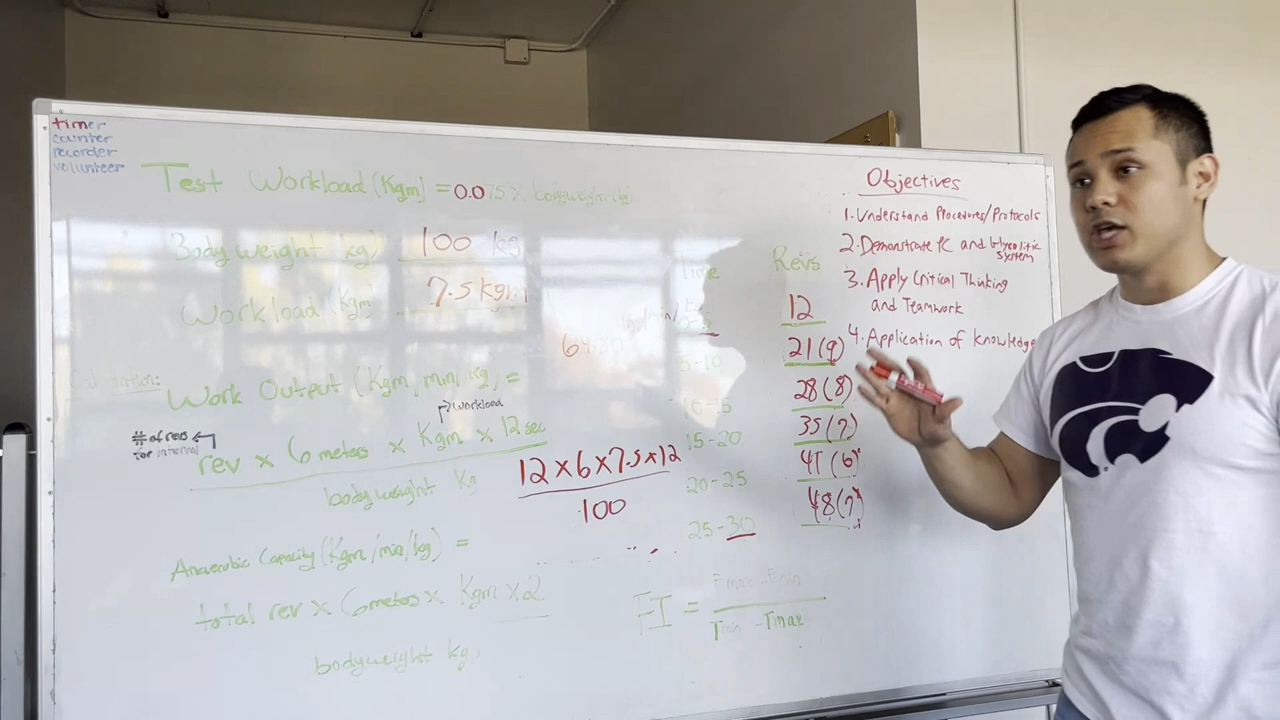 timer
counter
recorder
volunteer
Test Workload (Kgm) = 0.075 × bodyweight (kg)
Body weight kg) 100 kg
Workload (Kgm) 7.5 kgm
Work Output (Kgm/min/kg) =
→ Workload
# of revs
for interval
rev × 6 meters × Kgm × 12 sec
bodyweight kg
12 × 6 × 7.5 × 12
100
Anaerobic Capacity (Kgm/min/kg) =
total rev × 6 meters × Kgm × 2
bodyweight kg
Time Revs
0-5 12
5-10 21 (9)
10-15 28 (8)
15-20 35 (7)
20-25 41 (6)
25-30 48 (7)
FI = Pmax - Pmin
Tmin - Tmax
Objectives
1. Understand Procedures/Protocols
2. Demonstrate PC and Glycolitic
system
3. Apply Critical Thinking
and Teamwork
4. Application of knowledge